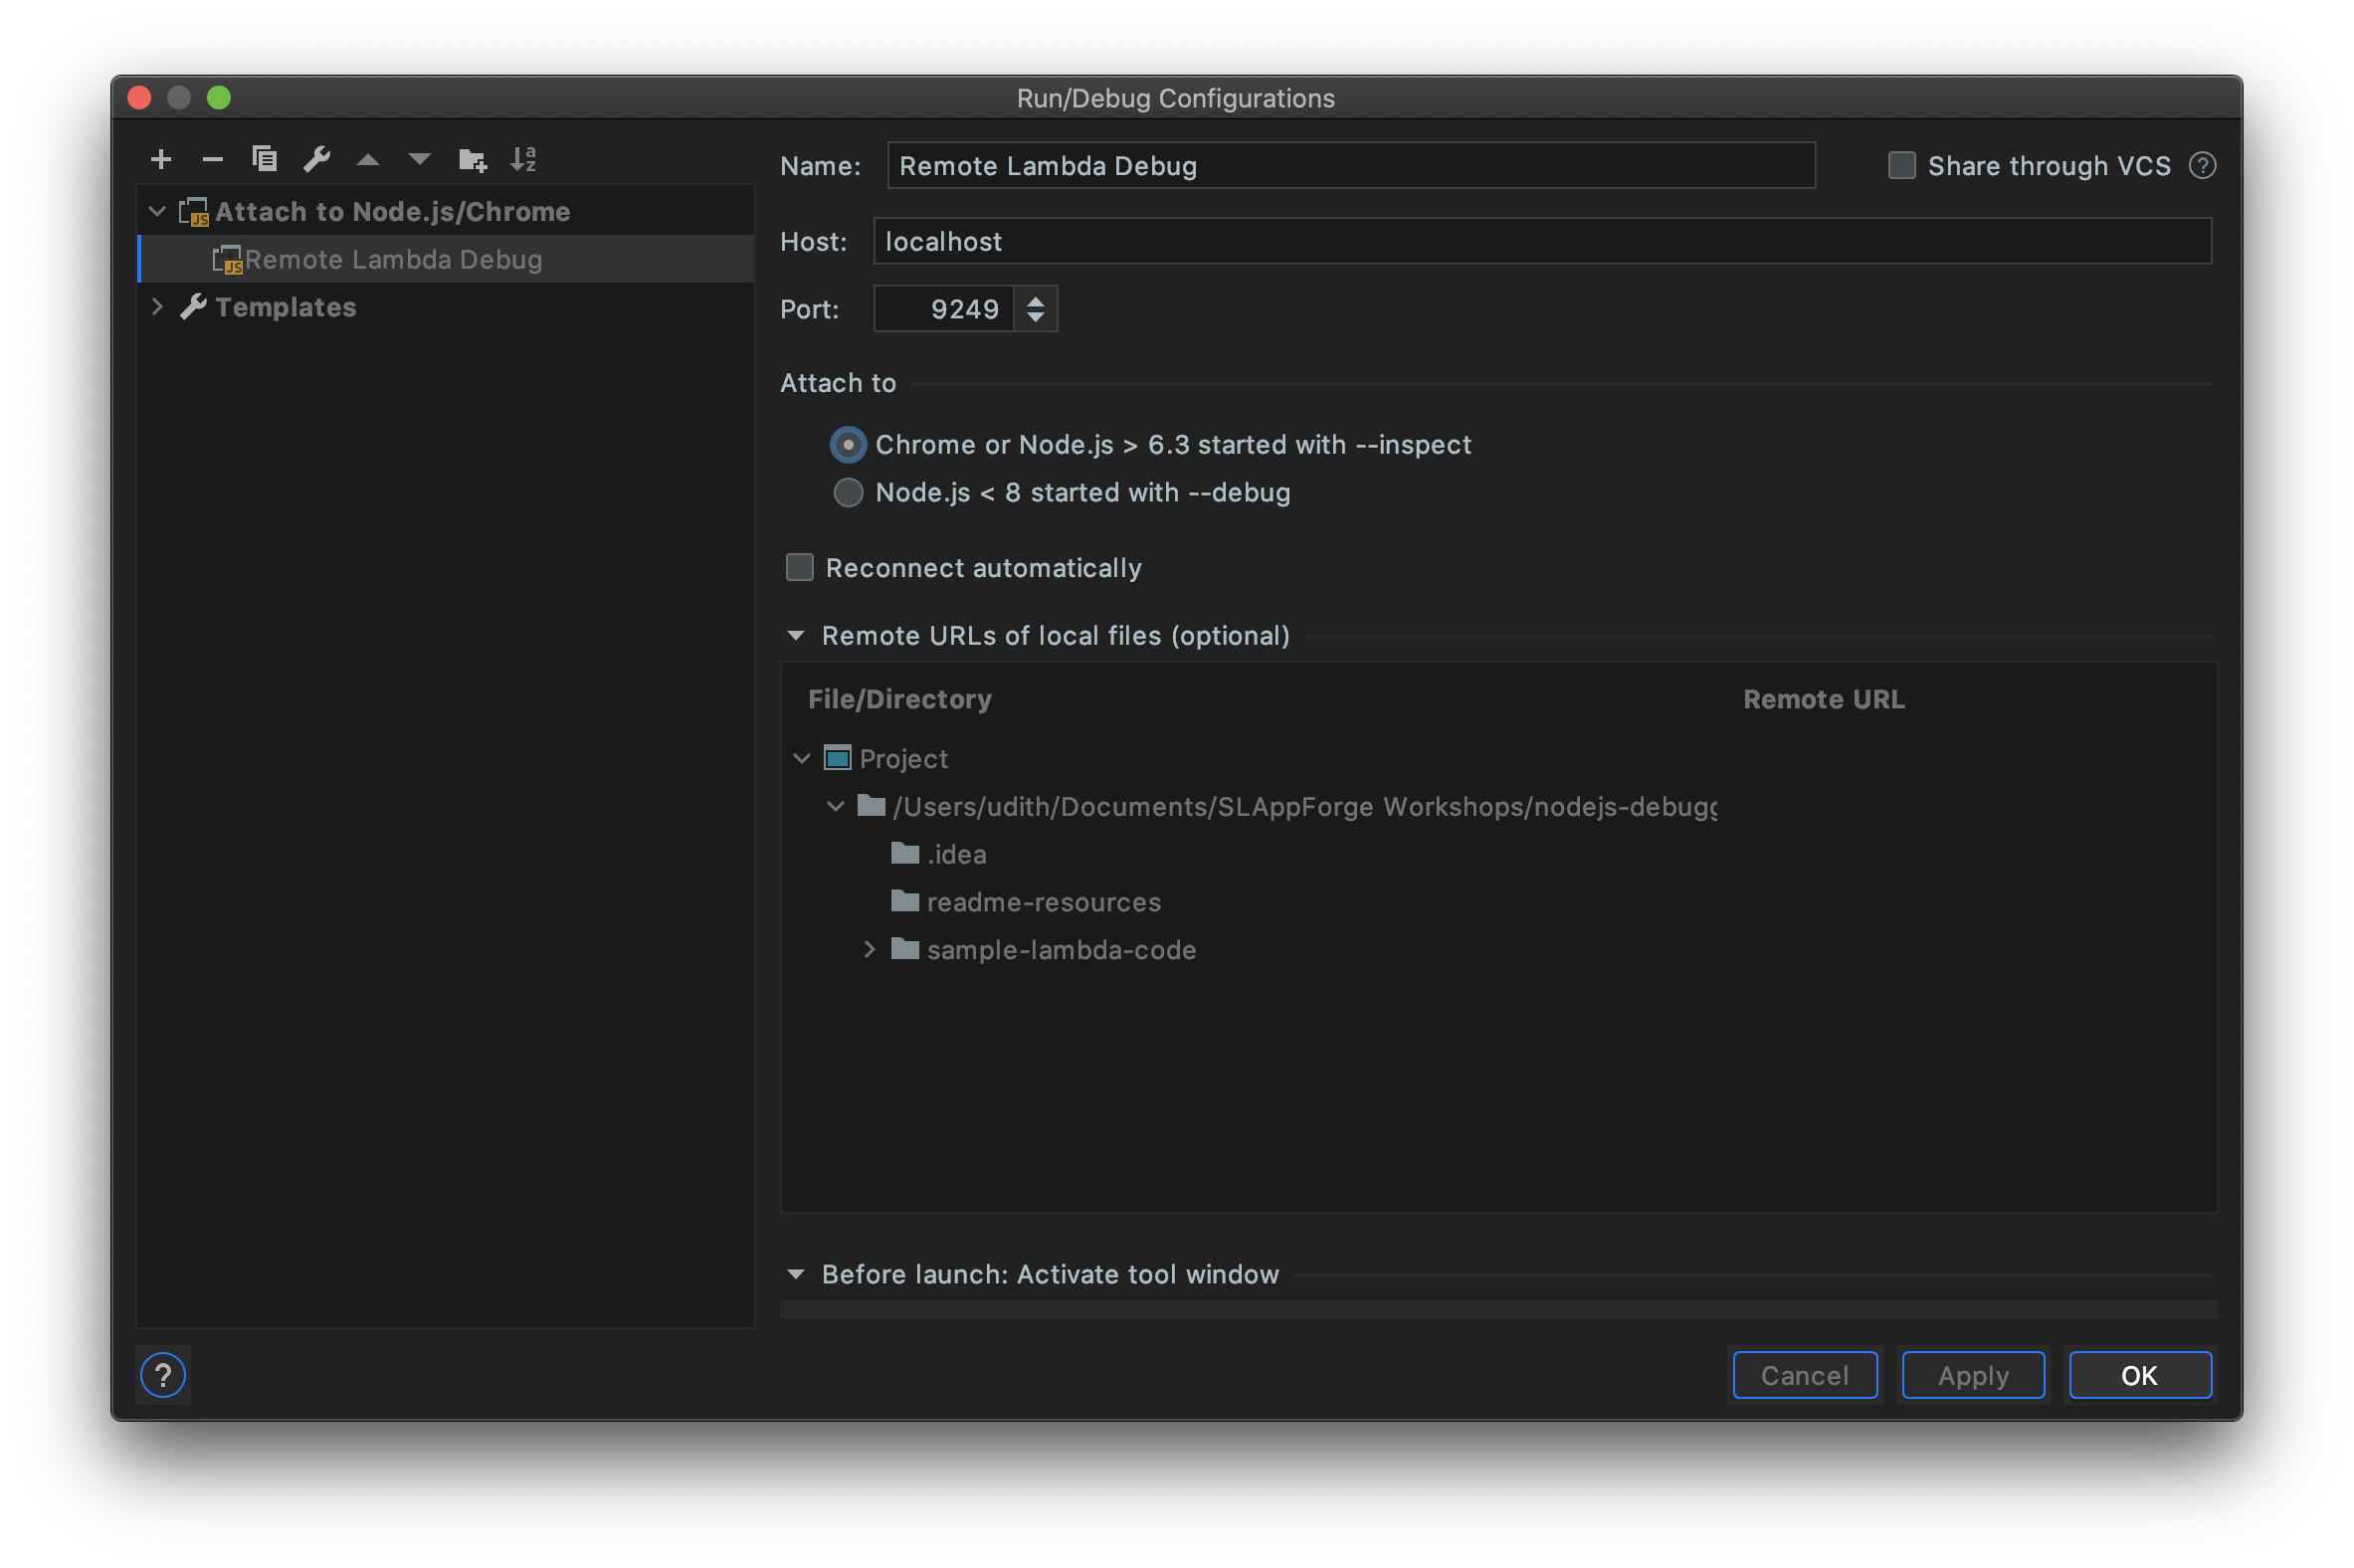 Run/Debug Configurations
Name: Remote Lambda Debug Share through VCS ?
Attach to Node.js/Chrome
Remote Lambda Debug
Templates
Host: localhost
Port: 9249
Attach to
Chrome or Node.js > 6.3 started with --inspect
Node.js < 8 started with --debug
Reconnect automatically
Remote URLs of local files (optional)
File/Directory Remote URL
Project
/Users/udith/Documents/SLAppForge Workshops/nodejs-debugg
.idea
readme-resources
sample-lambda-code
Before launch: Activate tool window
? Cancel Apply OK